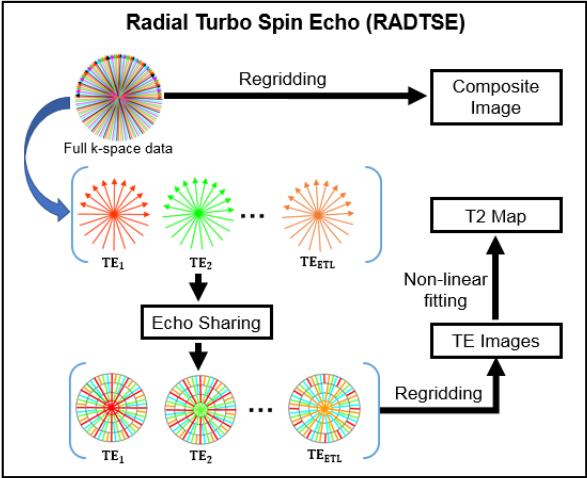 Radial Turbo Spin Echo (RADTSE)
Regridding
Composite
Image
Full k-space data
TE1
TE2
...
TEETL
T2 Map
Non-linear
fitting
Echo Sharing
TE Images
Regridding
TE1
TE2
...
TEETL